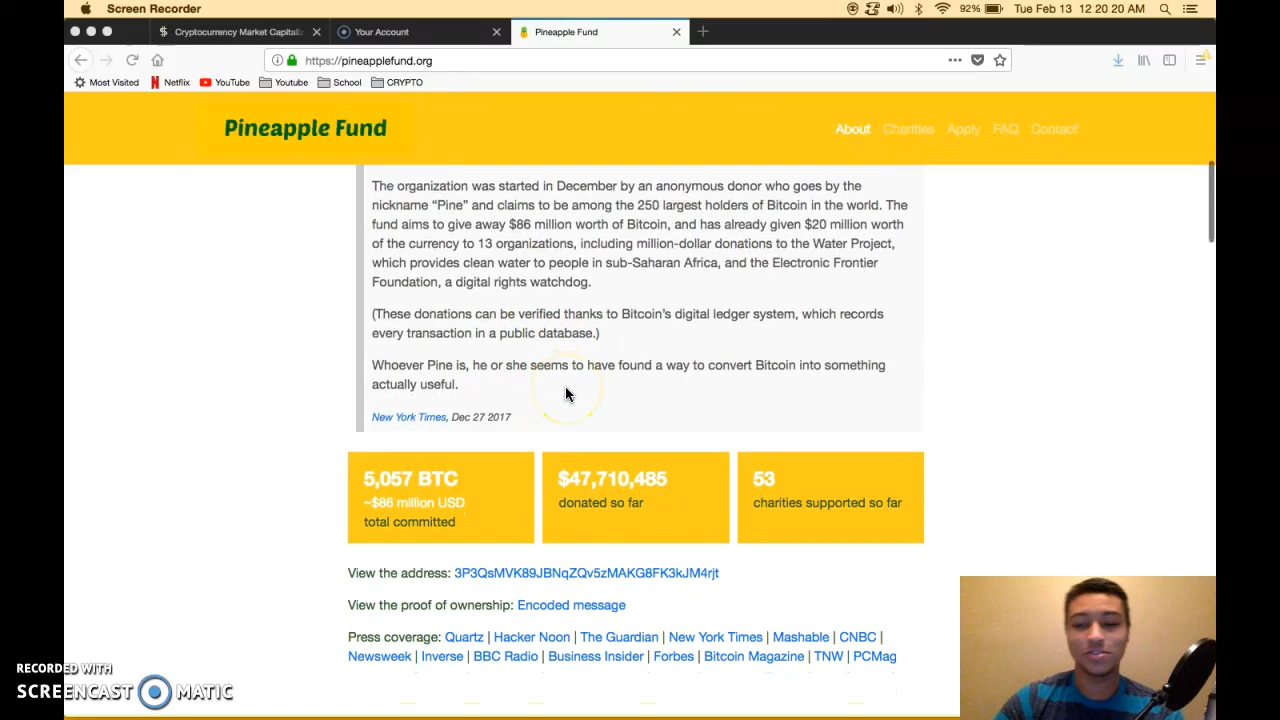 Screen Recorder
92%
Tue Feb 13 12:20:20 AM
Cryptocurrency Market Capitali
Your Account
Pineapple Fund
https://pineapplefund.org
Most Visited
Netflix
YouTube
Youtube
School
CRYPTO
Pineapple Fund
About
Charities
Apply
FAQ
Contact
The organization was started in December by an anonymous donor who goes by the
nickname “Pine” and claims to be among the 250 largest holders of Bitcoin in the world. The
fund aims to give away $86 million worth of Bitcoin, and has already given $20 million worth
of the currency to 13 organizations, including million-dollar donations to the Water Project,
which provides clean water to people in sub-Saharan Africa, and the Electronic Frontier
Foundation, a digital rights watchdog.
(These donations can be verified thanks to Bitcoin’s digital ledger system, which records
every transaction in a public database.)
Whoever Pine is, he or she seems to have found a way to convert Bitcoin into something
actually useful.
New York Times, Dec 27 2017
5,057 BTC
~$86 million USD
total committed
$47,710,485
donated so far
53
charities supported so far
View the address: 3P3QsMVK89JBNqZQv5zMAKG8FK3kJM4rjt
View the proof of ownership: Encoded message
Press coverage: Quartz | Hacker Noon | The Guardian | New York Times | Mashable | CNBC |
Newsweek | Inverse | BBC Radio | Business Insider | Forbes | Bitcoin Magazine | TNW | PCMag
RECORDED WITH
SCREENCAST MATIC